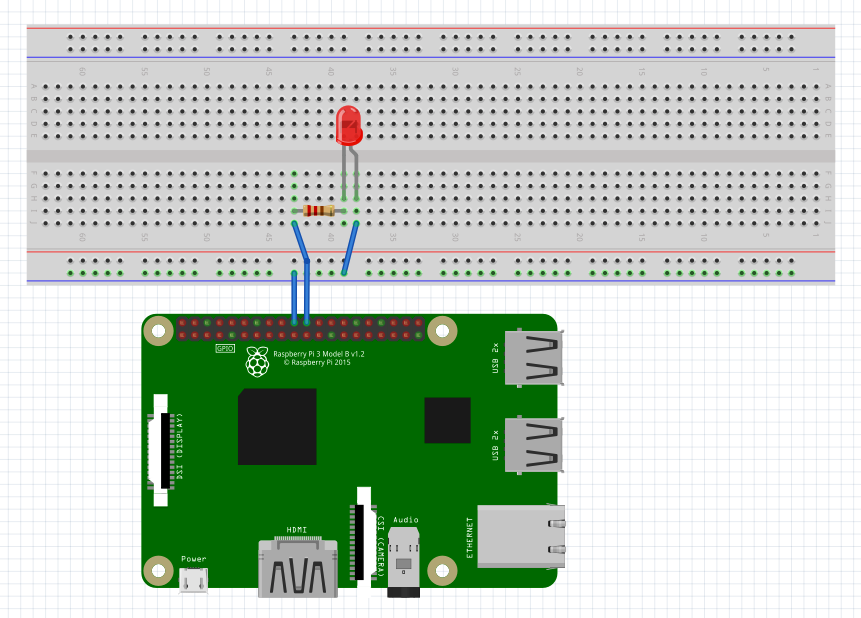 60 55 50 45 40 35 30 25 20 15 10 5 1
A A
B B
C C
D D
E E
F F
G G
H H
I I
J J
60 55 50 45 40 35 30 25 20 15 10 5 1
GPIO
Raspberry Pi 3 Model B v1.2
© Raspberry Pi 2015
USB 2x
DSI (DISPLAY)
USB 2x
HDMI
CSI (CAMERA)
Audio
ETHERNET
Power